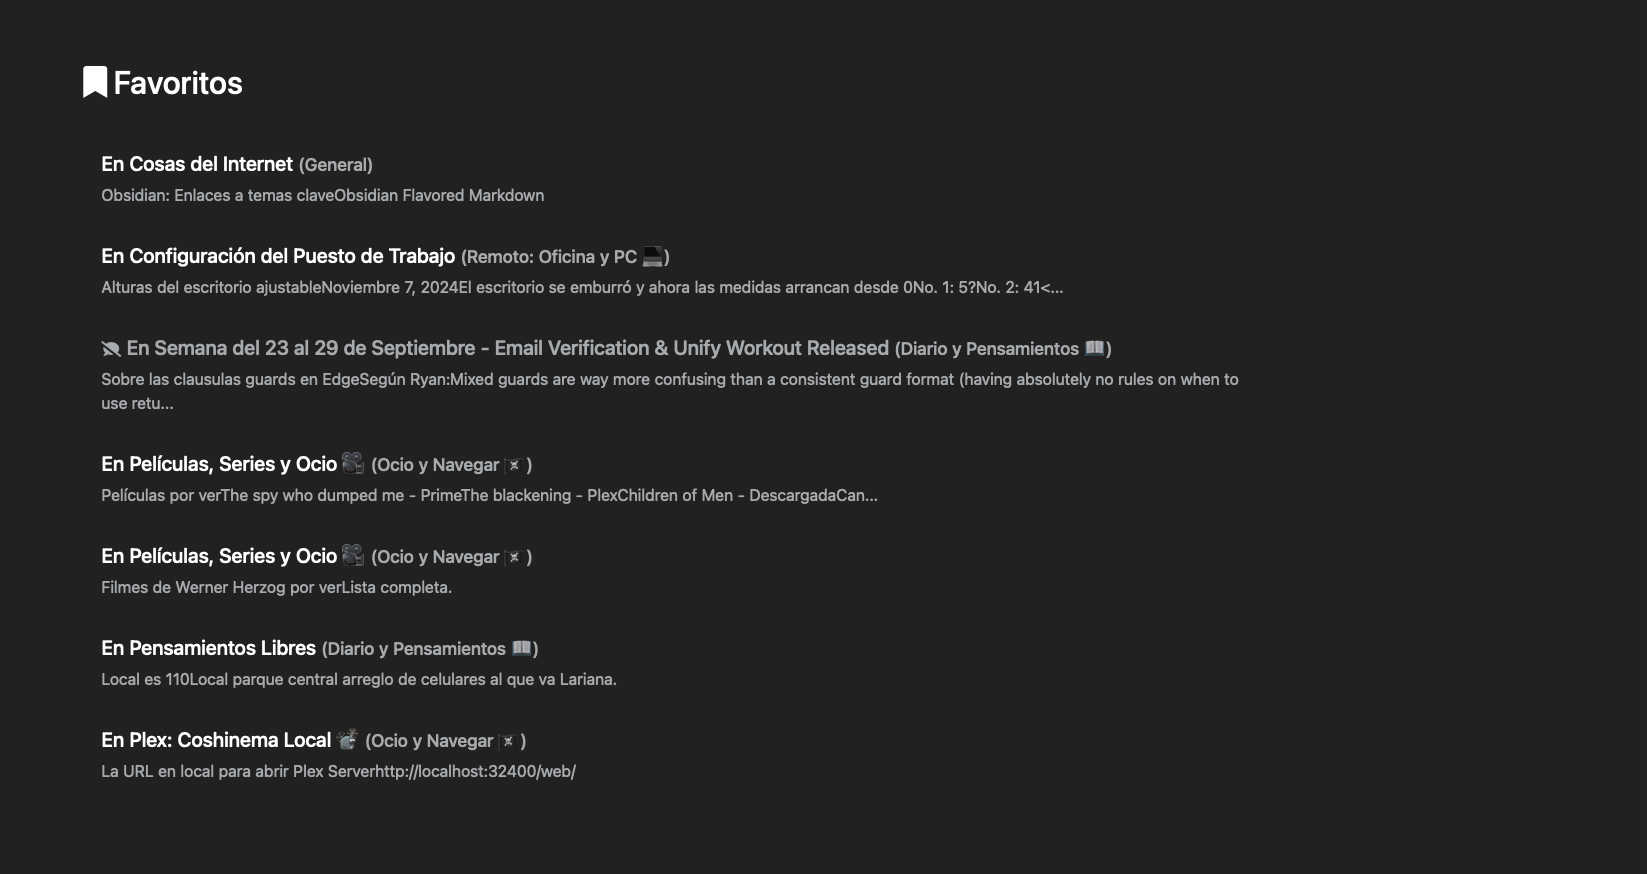 Favoritos
En Cosas del Internet (General)
Obsidian: Enlaces a temas claveObsidian Flavored Markdown
En Configuración del Puesto de Trabajo (Remoto: Oficina y PC 💻)
Alturas del escritorio ajustableNoviembre 7, 2024El escritorio se emburró y ahora las medidas arrancan desde 0No. 1: 5?No. 2: 41<...
En Semana del 23 al 29 de Septiembre - Email Verification & Unify Workout Released (Diario y Pensamientos 📖)
Sobre las clausulas guards en EdgeSegún Ryan:Mixed guards are way more confusing than a consistent guard format (having absolutely no rules on when to
use retu...
En Películas, Series y Ocio 🎥 (Ocio y Navegar 🏴‍☠️)
Películas por verThe spy who dumped me - PrimeThe blackening - PlexChildren of Men - DescargadaCan...
En Películas, Series y Ocio 🎥 (Ocio y Navegar 🏴‍☠️)
Filmes de Werner Herzog por verLista completa.
En Pensamientos Libres (Diario y Pensamientos 📖)
Local es 110Local parque central arreglo de celulares al que va Lariana.
En Plex: Coshinema Local 📽️ (Ocio y Navegar 🏴‍☠️)
La URL en local para abrir Plex Serverhttp://localhost:32400/web/